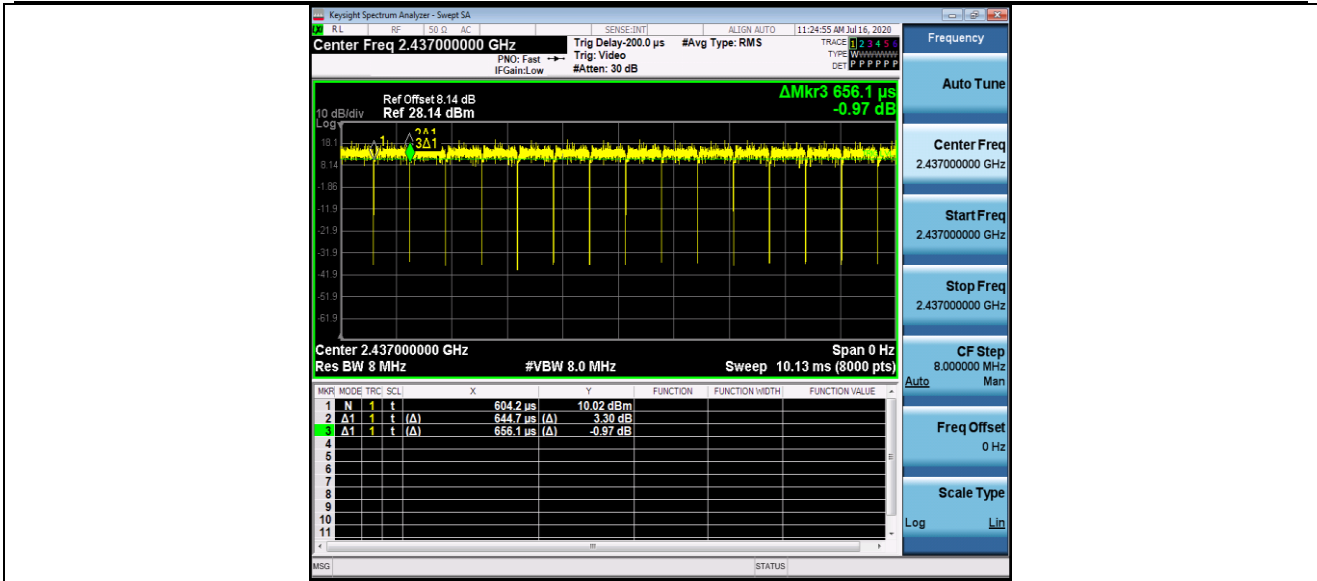 Keysight Spectrum Analyzer - Swept SA
RL RF 50 Ω AC SENSE:INT ALIGN AUTO 11:24:55 AM Jul 16, 2020
Center Freq 2.437000000 GHz
PNO: Fast
IFGain:Low
Trig Delay-200.0 µs
Trig: Video
#Atten: 30 dB
#Avg Type: RMS
TRACE 1 2 3 4 5 6
TYPE WWWWWW
DET P P P P P P
ΔMkr3 656.1 µs
-0.97 dB
Ref Offset 8.14 dB
10 dB/div Ref 28.14 dBm
Log
1
2Δ1
3Δ1
18.1
8.14
-1.86
-11.9
-21.9
-31.9
-41.9
-51.9
-61.9
Center 2.437000000 GHz Span 0 Hz
Res BW 8 MHz #VBW 8.0 MHz Sweep 10.13 ms (8000 pts)
MKR MODE TRC SCL X Y FUNCTION FUNCTION WIDTH FUNCTION VALUE
1 N 1 t 604.2 µs 10.02 dBm
2 Δ1 1 t (Δ) 644.7 µs (Δ) 3.30 dB
3 Δ1 1 t (Δ) 656.1 µs (Δ) -0.97 dB
4
5
6
7
8
9
10
11
MSG STATUS
Frequency
Auto Tune
Center Freq
2.437000000 GHz
Start Freq
2.437000000 GHz
Stop Freq
2.437000000 GHz
CF Step
8.000000 MHz
Auto Man
Freq Offset
0 Hz
Scale Type
Log Lin